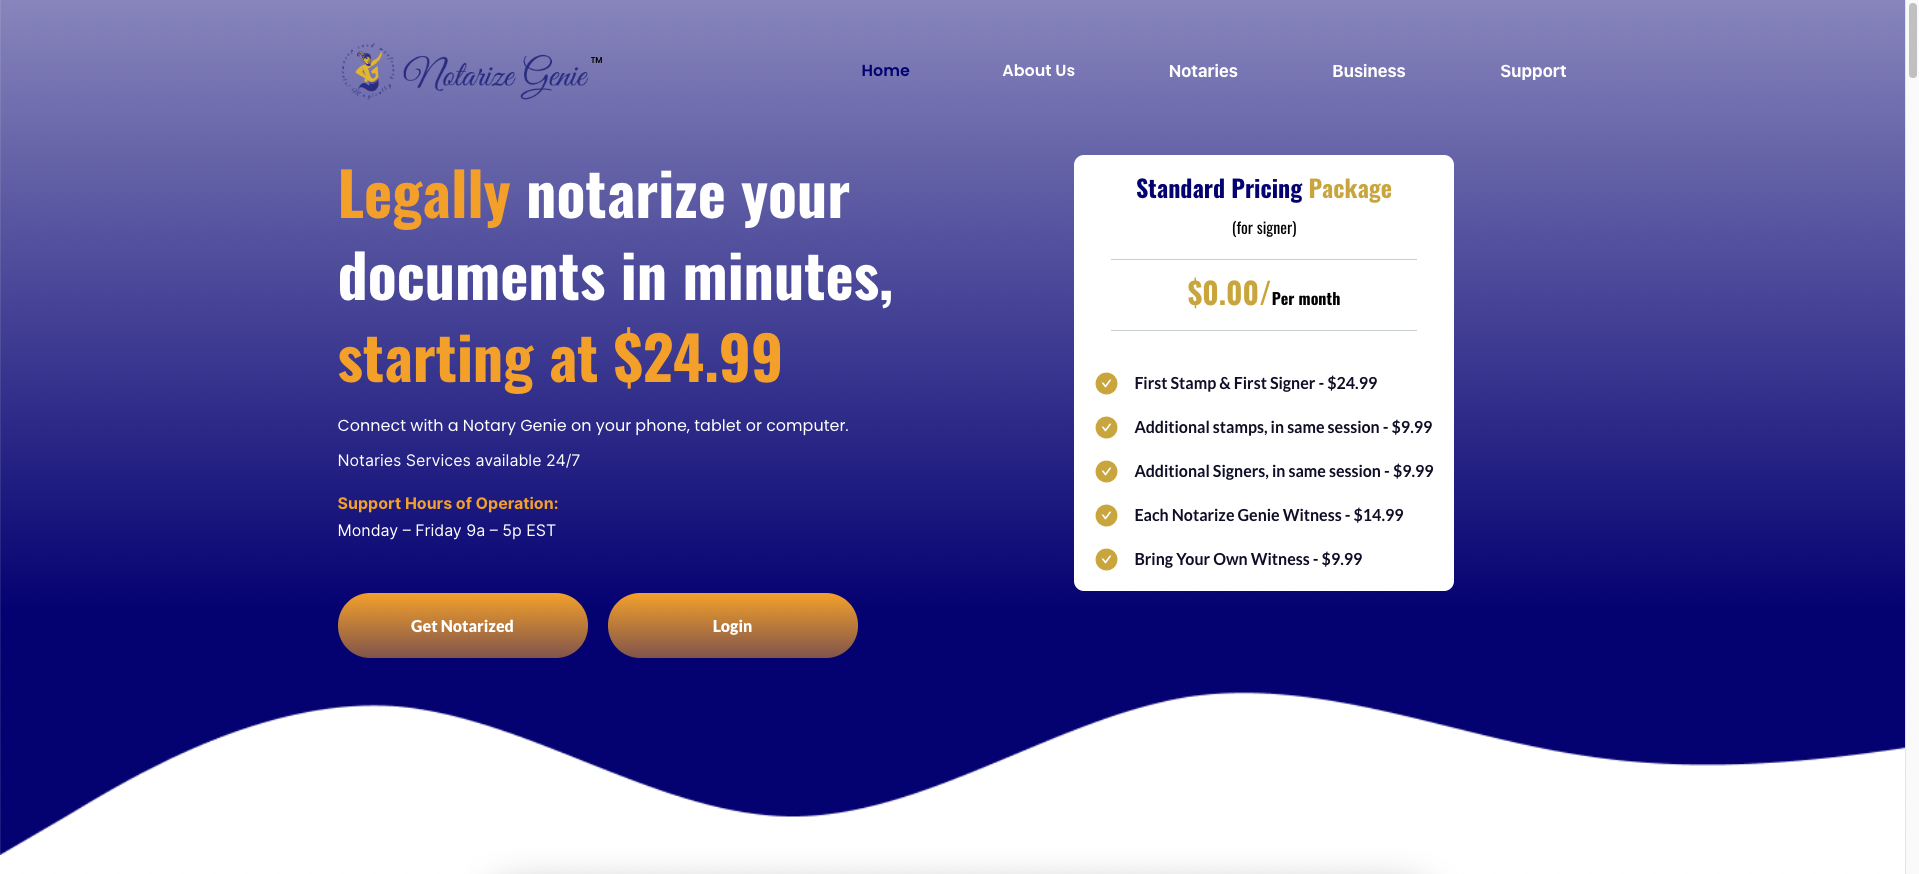 Notarize Genie ™
Home
About Us
Notaries
Business
Support
Legally notarize your
documents in minutes,
starting at $24.99
Connect with a Notary Genie on your phone, tablet or computer.
Notaries Services available 24/7
Support Hours of Operation:
Monday – Friday 9a – 5p EST
Get Notarized
Login
Standard Pricing Package
(for signer)
$0.00/Per month
First Stamp & First Signer - $24.99
Additional stamps, in same session - $9.99
Additional Signers, in same session - $9.99
Each Notarize Genie Witness - $14.99
Bring Your Own Witness - $9.99